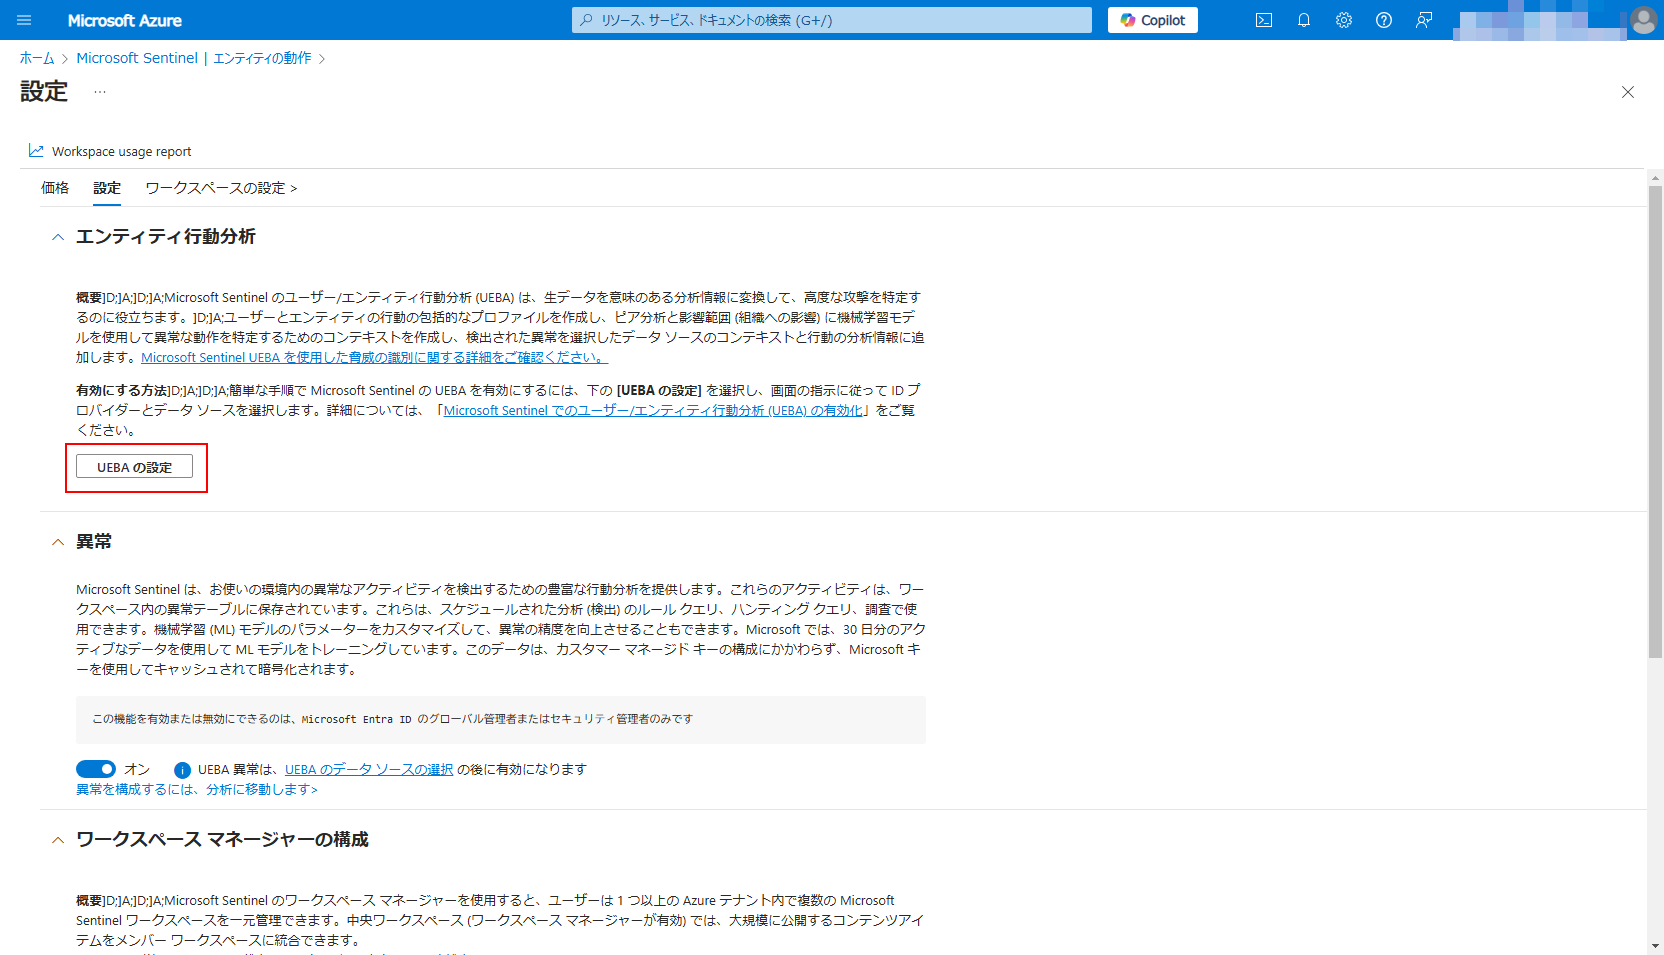 Microsoft Azure
リソース、サービス、ドキュメントの検索 (G+/)
Copilot
ホーム > Microsoft Sentinel | エンティティの動作 >
設定 …
Workspace usage report
価格 設定 ワークスペースの設定 >
エンティティ行動分析
概要]D;]A;]D;]A;Microsoft Sentinel のユーザー/エンティティ行動分析 (UEBA) は、生データを意味のある分析情報に変換して、高度な攻撃を特定す
るのに役立ちます。]D;]A;ユーザーとエンティティの行動の包括的なプロファイルを作成し、ピア分析と影響範囲 (組織への影響) に機械学習モデ
ルを使用して異常な動作を特定するためのコンテキストを作成し、検出された異常を選択したデータ ソースのコンテキストと行動の分析情報に追
加します。Microsoft Sentinel UEBA を使用した脅威の識別に関する詳細をご確認ください。
有効にする方法]D;]A;]D;]A;簡単な手順で Microsoft Sentinel の UEBA を有効にするには、下の [UEBA の設定] を選択し、画面の指示に従って ID プ
ロバイダーとデータ ソースを選択します。詳細については、「Microsoft Sentinel でのユーザー/エンティティ行動分析 (UEBA) の有効化」をご覧
ください。
UEBA の設定
異常
Microsoft Sentinel は、お使いの環境内の異常なアクティビティを検出するための豊富な行動分析を提供します。これらのアクティビティは、ワー
クスペース内の異常テーブルに保存されています。これらは、スケジュールされた分析 (検出) のルール クエリ、ハンティング クエリ、調査で使
用できます。機械学習 (ML) モデルのパラメーターをカスタマイズして、異常の精度を向上させることもできます。Microsoft では、30 日分のアク
ティブなデータを使用して ML モデルをトレーニングしています。このデータは、カスタマー マネージド キーの構成にかかわらず、Microsoft キ
ーを使用してキャッシュされて暗号化されます。
この機能を有効または無効にできるのは、Microsoft Entra ID のグローバル管理者またはセキュリティ管理者のみです
オン UEBA 異常は、UEBA のデータ ソースの選択 の後に有効になります
異常を構成するには、分析に移動します>
ワークスペース マネージャーの構成
概要]D;]A;]D;]A;Microsoft Sentinel のワークスペース マネージャーを使用すると、ユーザーは 1 つ以上の Azure テナント内で複数の Microsoft
Sentinel ワークスペースを一元管理できます。中央ワークスペース (ワークスペース マネージャーが有効) では、大規模に公開するコンテンツアイ
テムをメンバー ワークスペースに統合できます。